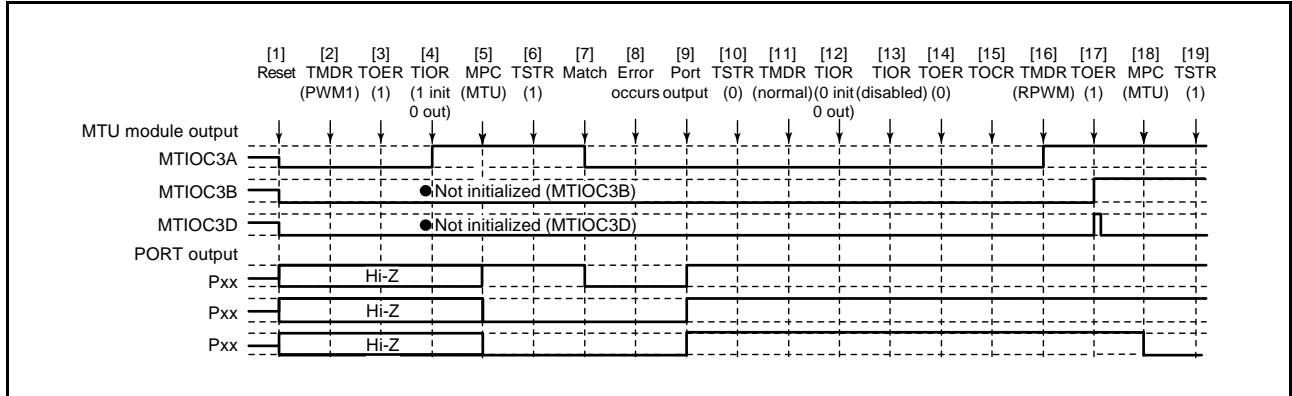 [1] [2] [3] [4] [5] [6] [7] [8] [9] [10] [11] [12] [13] [14] [15] [16] [17] [18] [19]
Reset TMDR TOER TIOR MPC TSTR Match Error Port TSTR TMDR TIOR TIOR TOER TOCR TMDR TOER MPC TSTR
(PWM1) (1) (1 init (MTU) (1) occurs output (0) (normal) (0 init (disabled) (0) (RPWM) (1) (MTU) (1)
0 out) 0 out)
MTU module output
MTIOC3A
MTIOC3B ●Not initialized (MTIOC3B)
MTIOC3D ●Not initialized (MTIOC3D)
PORT output
Pxx Hi-Z
Pxx Hi-Z
Pxx Hi-Z